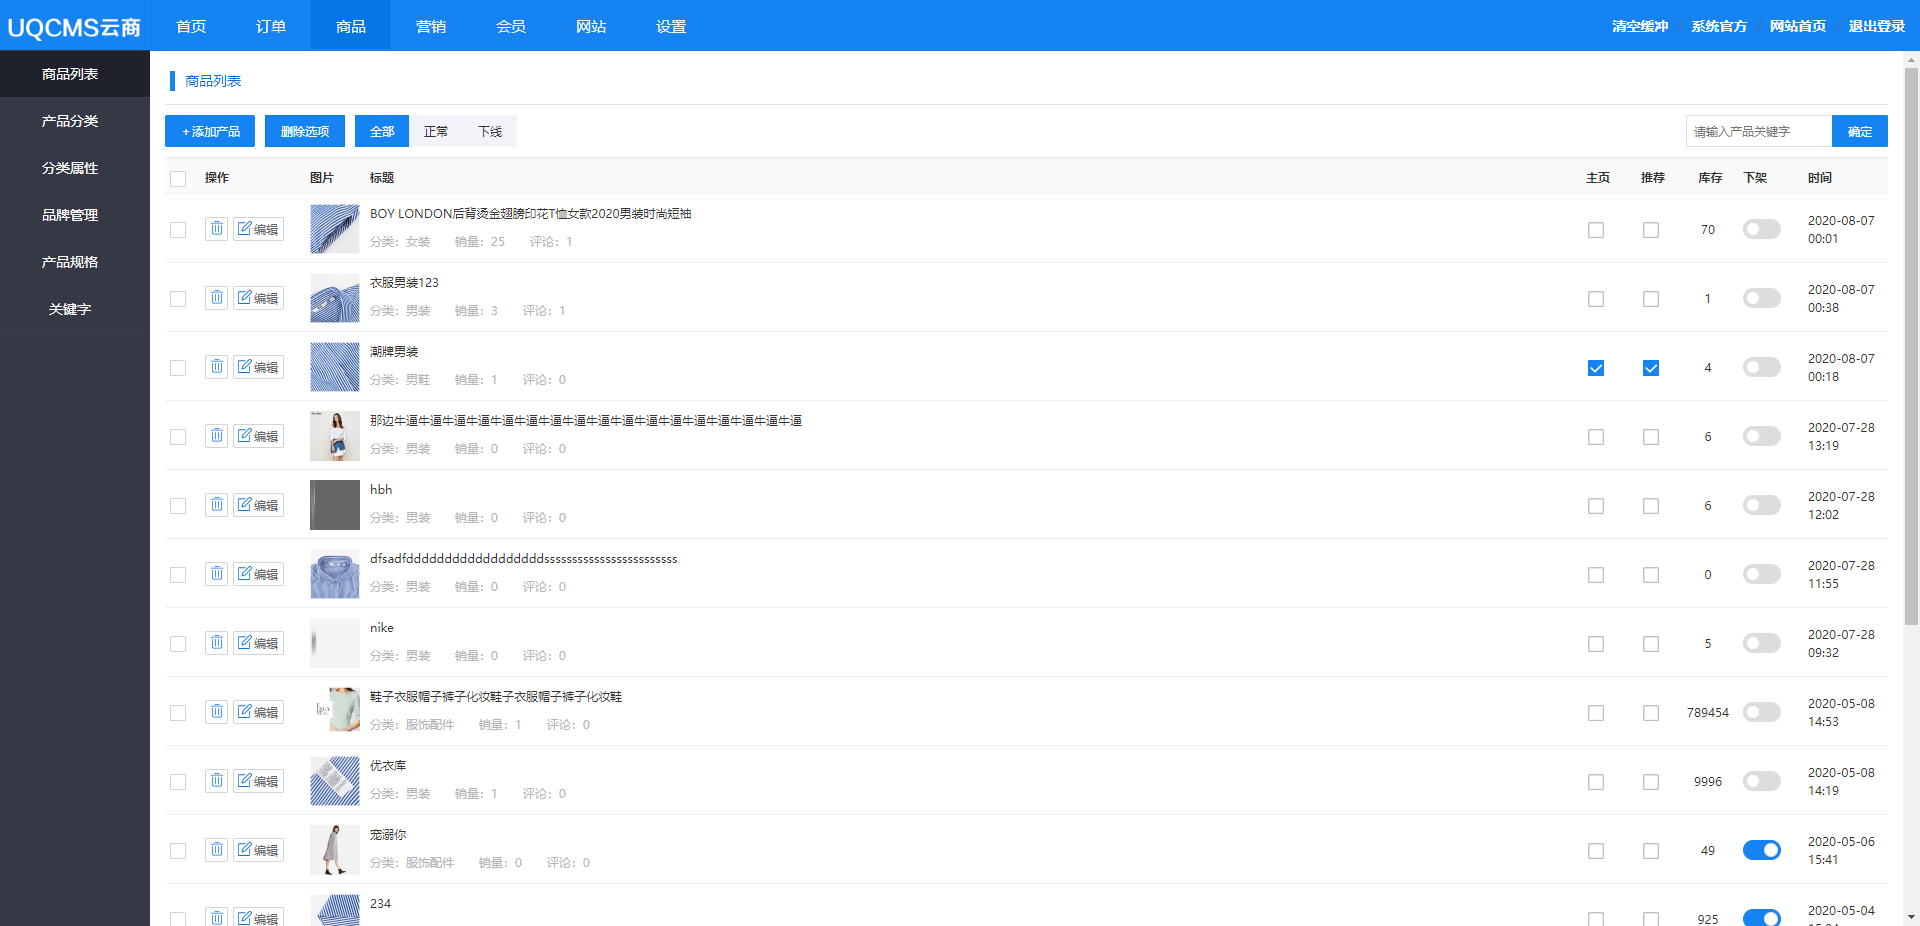 UQCMS云商 首页 订单 商品 营销 会员 网站 设置 清空缓冲 系统官方 网站首页 退出登录
商品列表
产品分类
分类属性
品牌管理
产品规格
关键字
商品列表
+添加产品 删除选项 全部 正常 下线 请输入产品关键字 确定
操作 图片 标题 主页 推荐 库存 下架 时间
编辑 BOY LONDON后背烫金翅膀印花T恤女款2020男装时尚短袖 70 2020-08-07
分类：女装 销量：25 评论：1 00:01
编辑 衣服男装123 1 2020-08-07
分类：男装 销量：3 评论：1 00:38
编辑 潮牌男装 4 2020-08-07
分类：男鞋 销量：1 评论：0 00:18
编辑 那边牛逼牛逼牛逼牛逼牛逼牛逼牛逼牛逼牛逼牛逼牛逼牛逼牛逼牛逼牛逼牛逼牛逼 6 2020-07-28
分类：男装 销量：0 评论：0 13:19
编辑 hbh 6 2020-07-28
分类：男装 销量：0 评论：0 12:02
编辑 dfsadfddddddddddddddddddssssssssssssssssssssssss 0 2020-07-28
分类：男装 销量：0 评论：0 11:55
编辑 nike 5 2020-07-28
分类：男装 销量：0 评论：0 09:32
编辑 鞋子衣服帽子裤子化妆鞋子衣服帽子裤子化妆鞋 789454 2020-05-08
分类：服饰配件 销量：1 评论：0 14:53
编辑 优衣库 9996 2020-05-08
分类：男装 销量：1 评论：0 14:19
编辑 宠溺你 49 2020-05-06
分类：服饰配件 销量：0 评论：0 15:41
编辑 234 925 2020-05-04